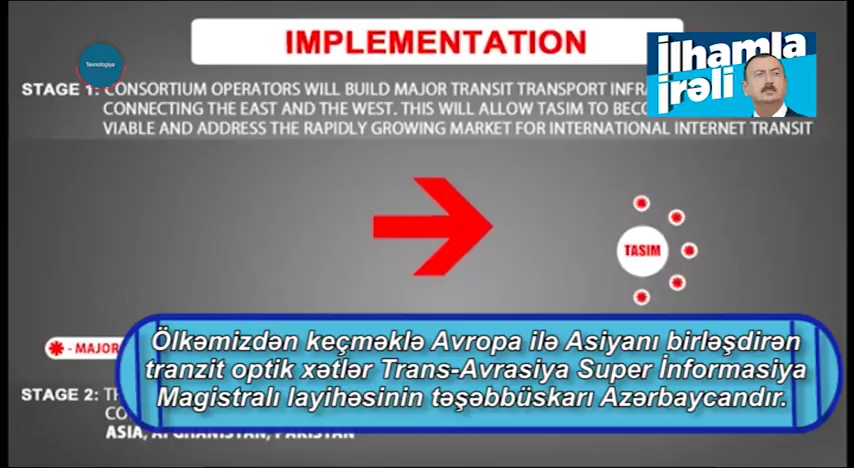 IMPLEMENTATION
İlhamla
irəli
Texnologiya
STAGE 1: CONSORTIUM OPERATORS WILL BUILD MAJOR TRANSIT TRANSPORT
CONNECTING THE EAST AND THE WEST. THIS WILL ALLOW TASIM TO
VIABLE AND ADDRESS THE RAPIDLY GROWING MARKET FOR INTERNATIONAL INTERNET TRANSIT
TASIM
- MAJOR
Ölkəmizdən keçməklə Avropa ilə Asiyanı birləşdirən
tranzit optik xətlər Trans-Avrasiya Super İnformasiya
Magistralı layihəsinin təşəbbüskarı Azərbaycandır.
STAGE 2:
ASIA, AFGHANISTAN, PAKISTAN